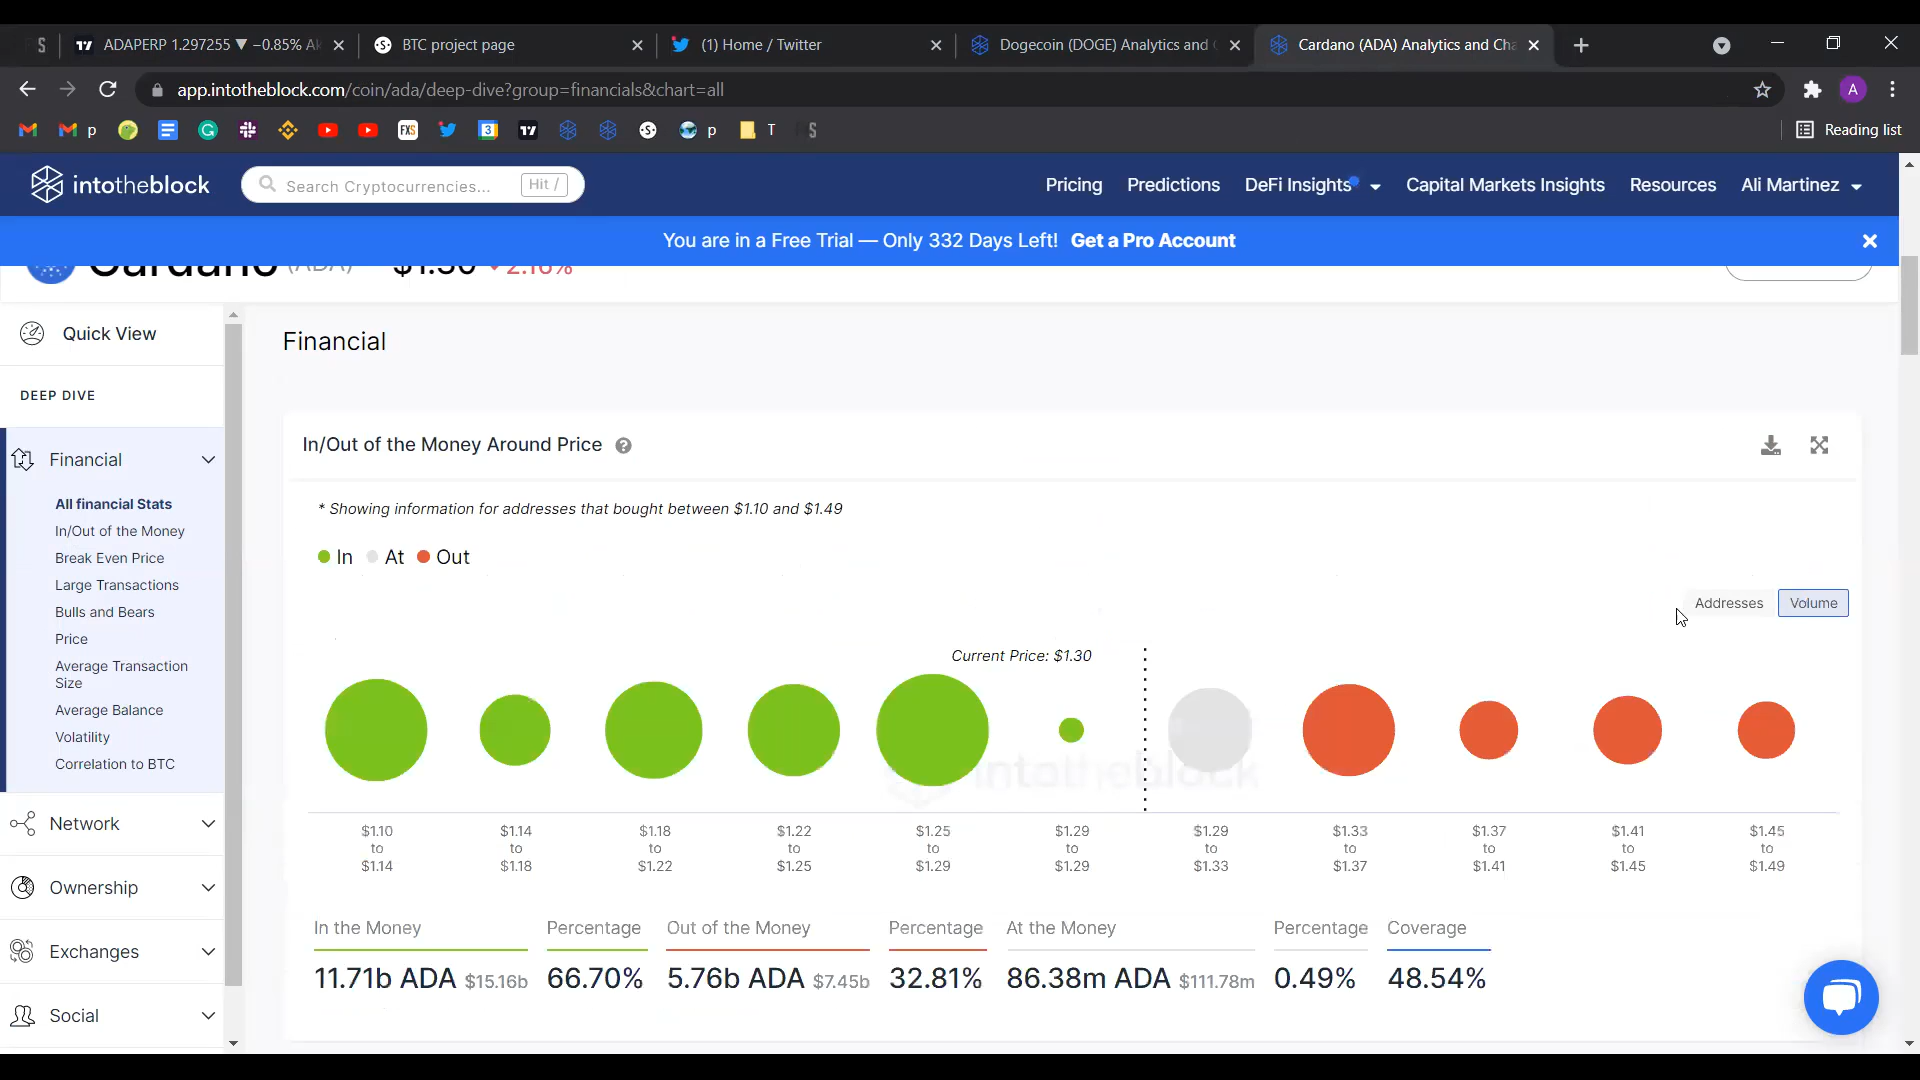 S
ADAPERP 1.297255 ▼ −0.85%
BTC project page
(1) Home / Twitter
Dogecoin (DOGE) Analytics and
Cardano (ADA) Analytics and Cha
app.intotheblock.com/coin/ada/deep-dive?group=financials&chart=all
A
p
FXS
3
p
T
S
Reading list
intotheblock
Search Cryptocurrencies...
Hit /
Pricing
Predictions
DeFi Insights
Capital Markets Insights
Resources
Ali Martinez
You are in a Free Trial — Only 332 Days Left! Get a Pro Account
Cardano (ADA) $1.30 2.16%
Quick View
DEEP DIVE
Financial
All financial Stats
In/Out of the Money
Break Even Price
Large Transactions
Bulls and Bears
Price
Average Transaction
Size
Average Balance
Volatility
Correlation to BTC
Network
Ownership
Exchanges
Social
Financial
In/Out of the Money Around Price
* Showing information for addresses that bought between $1.10 and $1.49
In At Out
Addresses Volume
Current Price: $1.30
intotheblock
$1.10
to
$1.14
$1.14
to
$1.18
$1.18
to
$1.22
$1.22
to
$1.25
$1.25
to
$1.29
$1.29
to
$1.29
$1.29
to
$1.33
$1.33
to
$1.37
$1.37
to
$1.41
$1.41
to
$1.45
$1.45
to
$1.49
In the Money Percentage Out of the Money Percentage At the Money Percentage Coverage
11.71b ADA $15.16b 66.70% 5.76b ADA $7.45b 32.81% 86.38m ADA $111.78m 0.49% 48.54%